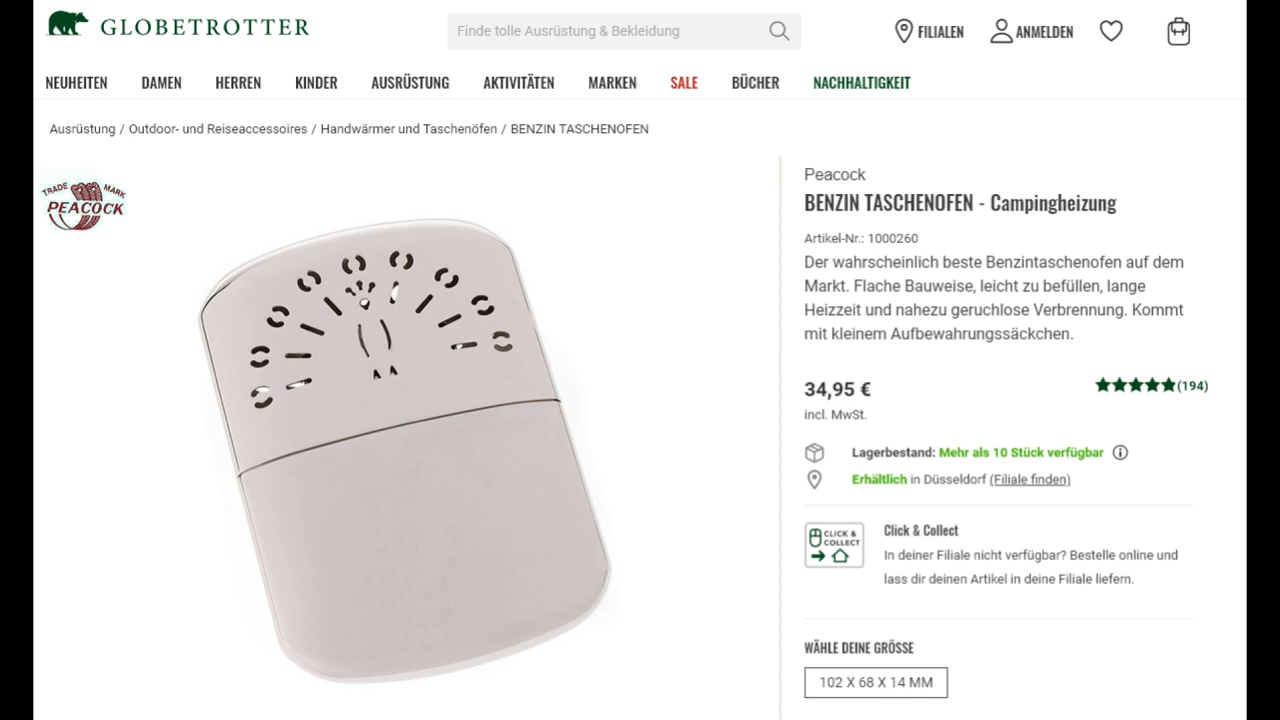 GLOBETROTTER
Finde tolle Ausrüstung & Bekleidung
FILIALEN
ANMELDEN
NEUHEITEN DAMEN HERREN KINDER AUSRÜSTUNG AKTIVITÄTEN MARKEN SALE BÜCHER NACHHALTIGKEIT
Ausrüstung / Outdoor- und Reiseaccessoires / Handwärmer und Taschenöfen / BENZIN TASCHENOFEN
TRADE MARK
PEACOCK
Peacock
BENZIN TASCHENOFEN - Campingheizung
Artikel-Nr.: 1000260
Der wahrscheinlich beste Benzintaschenofen auf dem
Markt. Flache Bauweise, leicht zu befüllen, lange
Heizzeit und nahezu geruchlose Verbrennung. Kommt
mit kleinem Aufbewahrungssäckchen.
34,95 €
(194)
incl. MwSt.
Lagerbestand: Mehr als 10 Stück verfügbar
Erhältlich in Düsseldorf (Filiale finden)
CLICK &
COLLECT
Click & Collect
In deiner Filiale nicht verfügbar? Bestelle online und
lass dir deinen Artikel in deine Filiale liefern.
WÄHLE DEINE GRÖSSE
102 X 68 X 14 MM